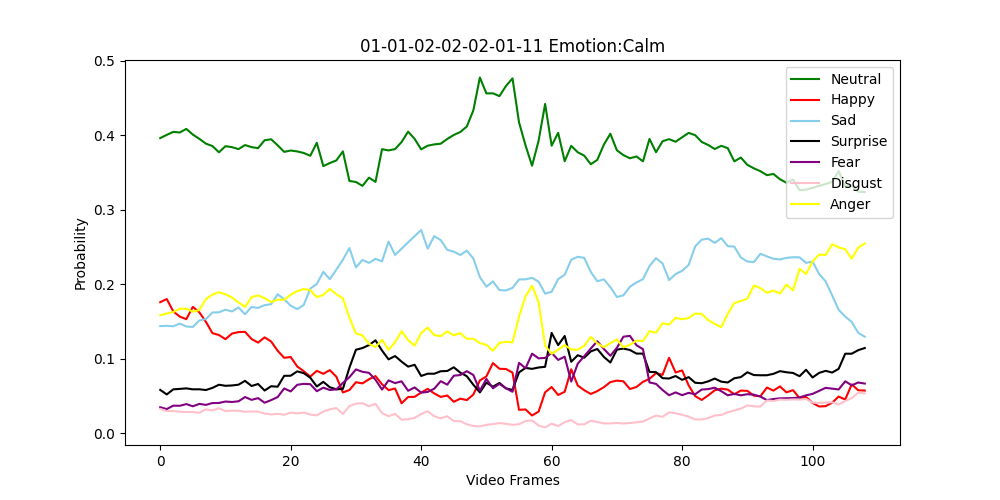 01-01-02-02-02-01-11 Emotion:Calm
Probability
0.5
0.4
0.3
0.2
0.1
0.0
Neutral
Happy
Sad
Surprise
Fear
Disgust
Anger
0 20 40 60 80 100
Video Frames